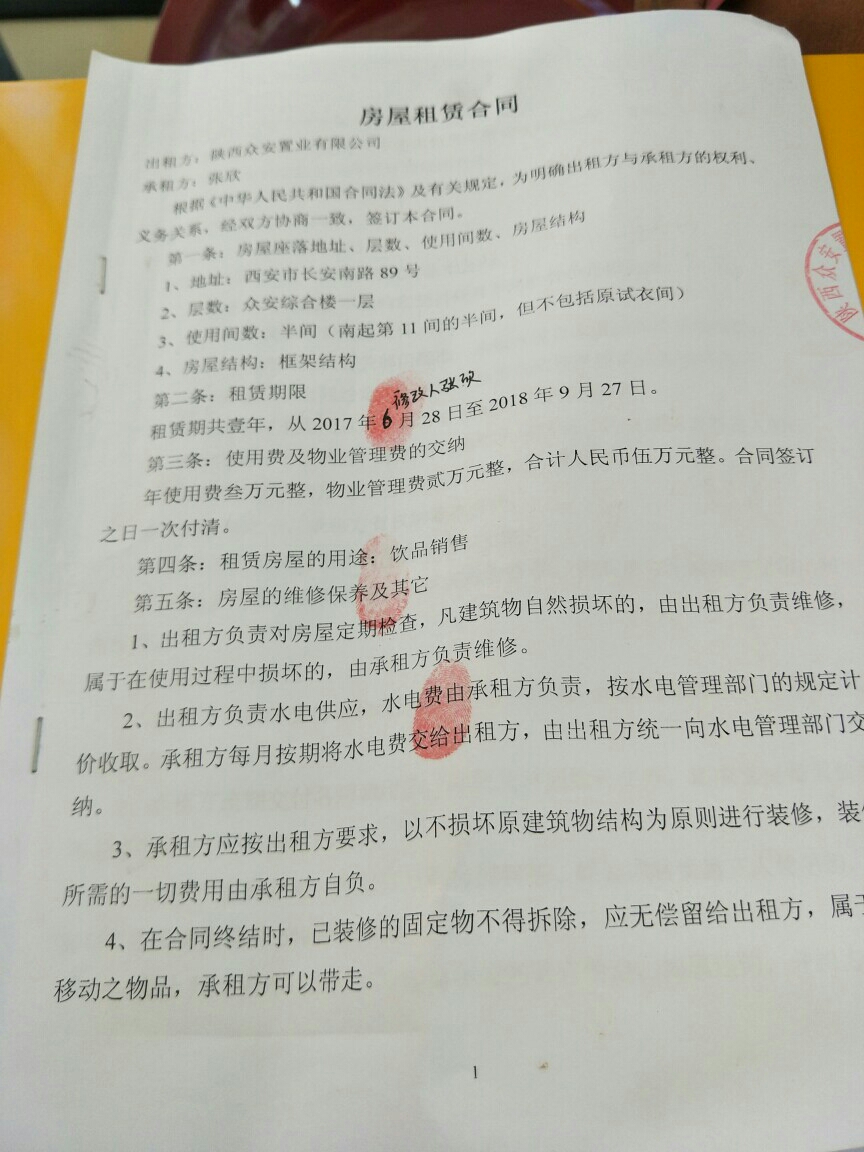 房屋租赁合同
出租方：陕西众安置业有限公司
承租方：张欣
根据《中华人民共和国合同法》及有关规定，为明确出租方与承租方的权利、
义务关系，经双方协商一致，签订本合同。
第一条：房屋座落地址、层数、使用间数、房屋结构
1、地址：西安市长安南路 89 号
2、层数：众安综合楼一层
3、使用间数：半间（南起第 11 间的半间，但不包括原试衣间）
4、房屋结构：框架结构
第二条：租赁期限
修改人张欣
租赁期共壹年，从 2017 年 6 月 28 日至 2018 年 9 月 27 日。
第三条：使用费及物业管理费的交纳
年使用费叁万元整，物业管理费贰万元整，合计人民币伍万元整。合同签订
之日一次付清。
第四条：租赁房屋的用途：饮品销售
第五条：房屋的维修保养及其它
1、出租方负责对房屋定期检查，凡建筑物自然损坏的，由出租方负责维修，
属于在使用过程中损坏的，由承租方负责维修。
2、出租方负责水电供应，水电费由承租方负责，按水电管理部门的规定计
价收取。承租方每月按期将水电费交给出租方，由出租方统一向水电管理部门交
纳。
3、承租方应按出租方要求，以不损坏原建筑物结构为原则进行装修，装
所需的一切费用由承租方自负。
4、在合同终结时，已装修的固定物不得拆除，应无偿留给出租方，属
移动之物品，承租方可以带走。
1
陕西众安